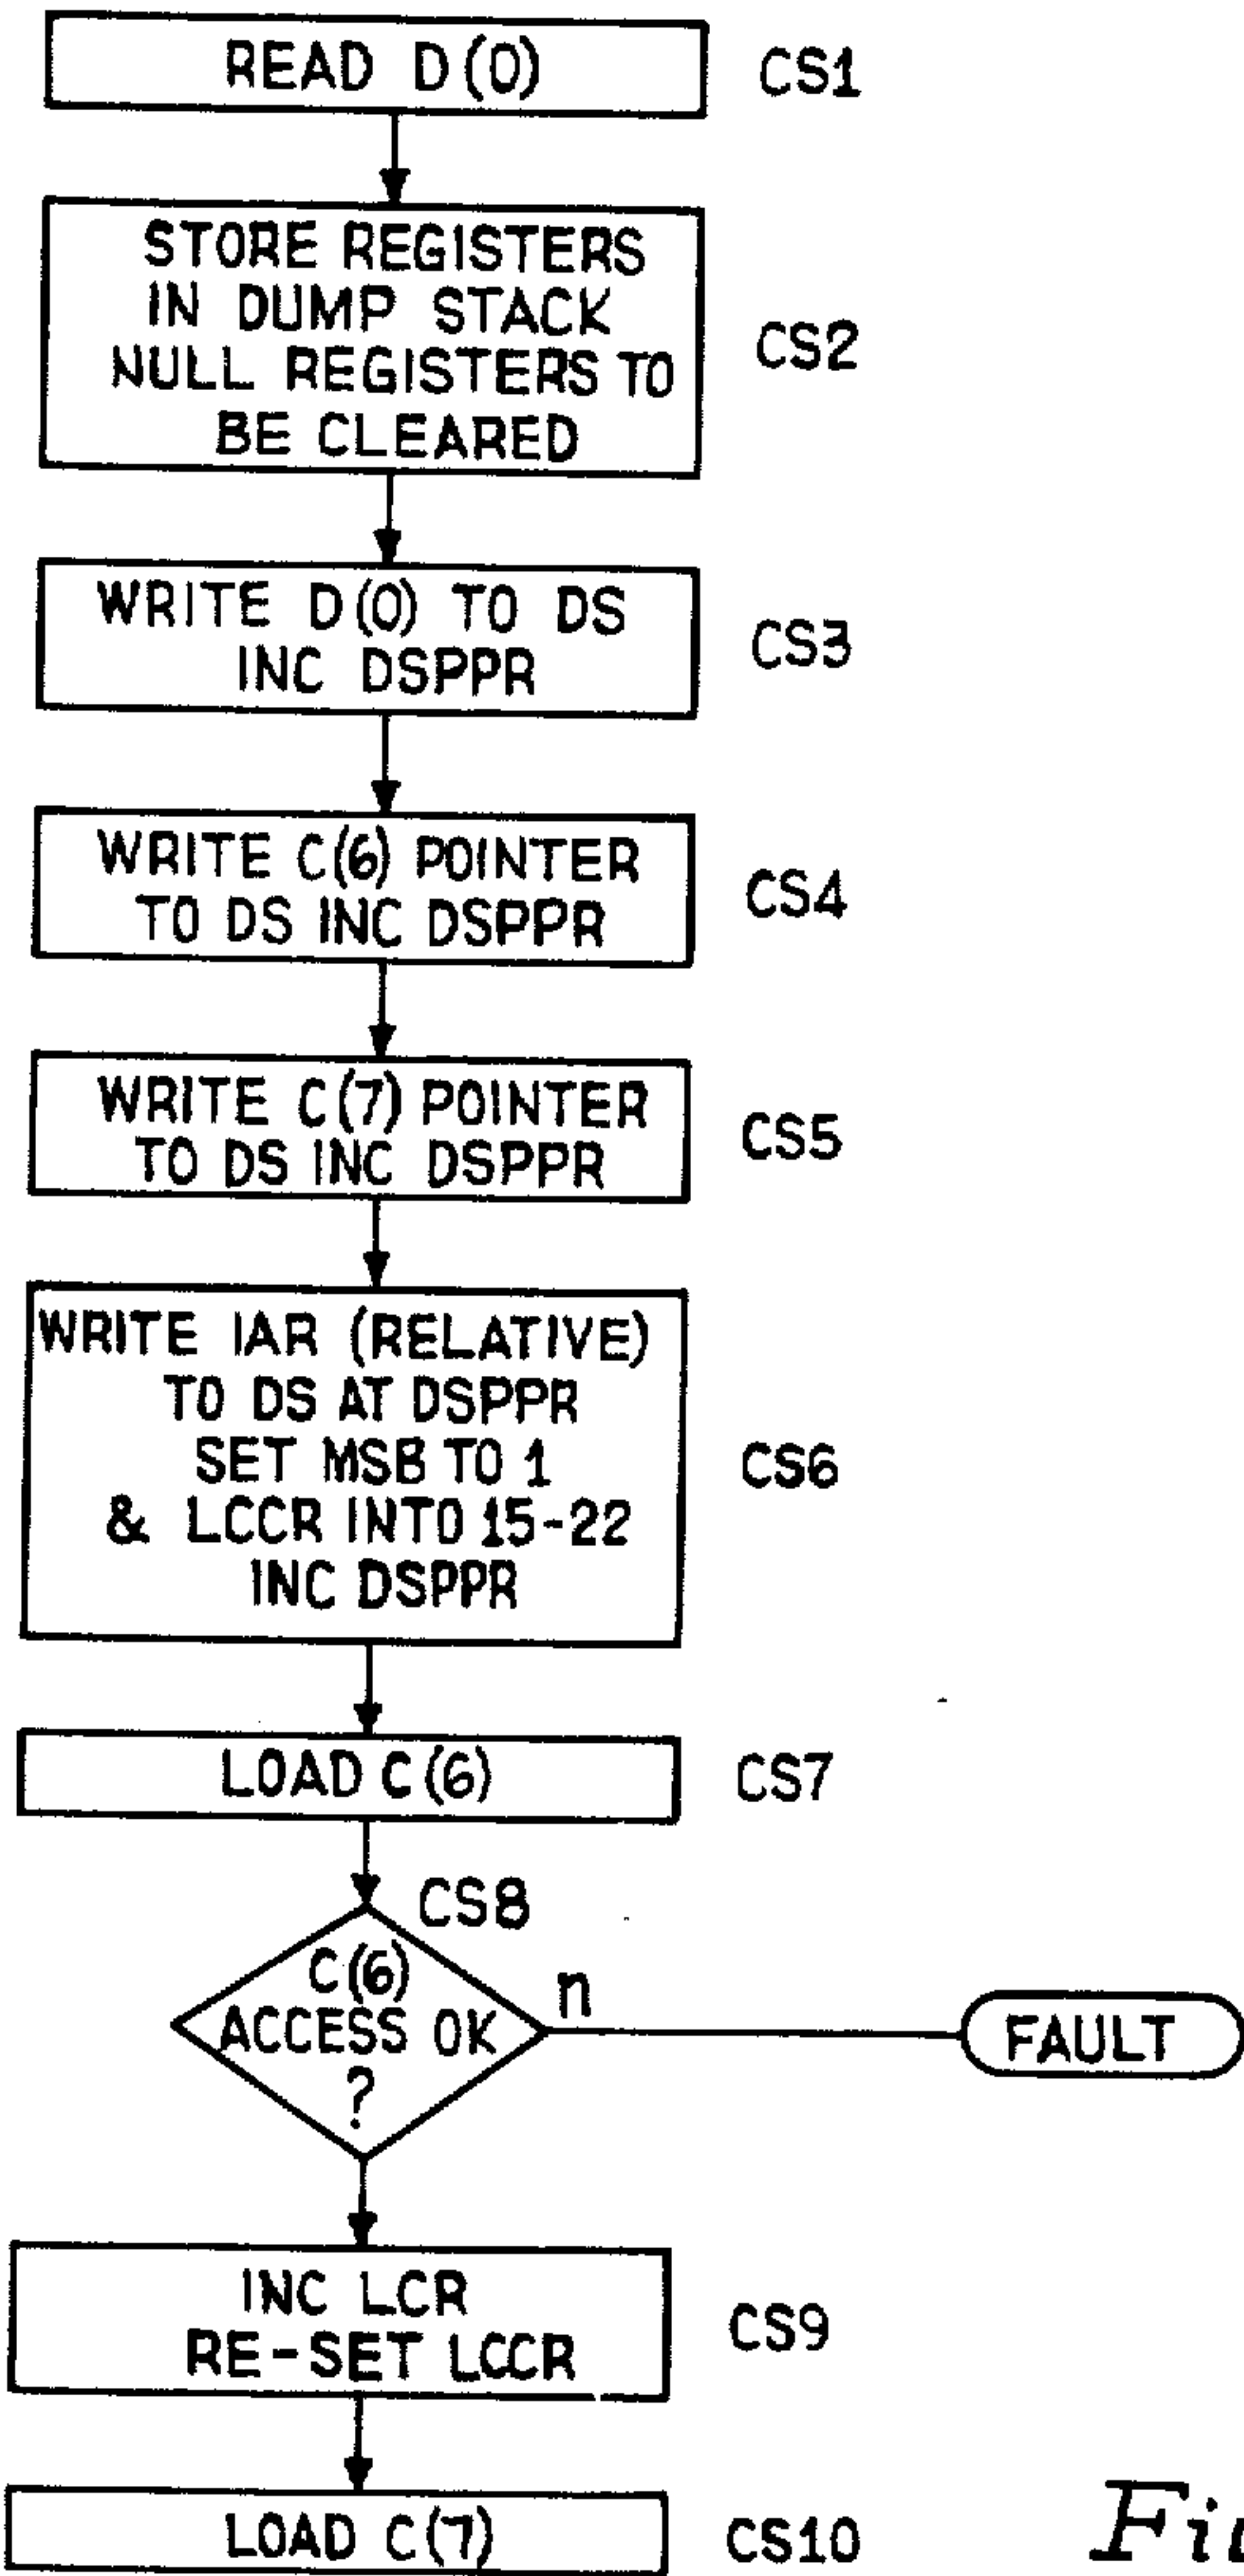 READ D(0)
CS1
STORE REGISTERS
IN DUMP STACK
NULL REGISTERS TO
BE CLEARED
CS2
WRITE D(0) TO DS
INC DSPPR
CS3
WRITE C(6) POINTER
TO DS INC DSPPR
CS4
WRITE C(7) POINTER
TO DS INC DSPPR
CS5
WRITE IAR (RELATIVE)
TO DS AT DSPPR
SET MSB TO 1
& LCCR INTO 15-22
INC DSPPR
CS6
LOAD C(6)
CS7
CS8
C(6)
ACCESS OK
?
n
FAULT
INC LCR
RE-SET LCCR
CS9
LOAD C(7)
CS10